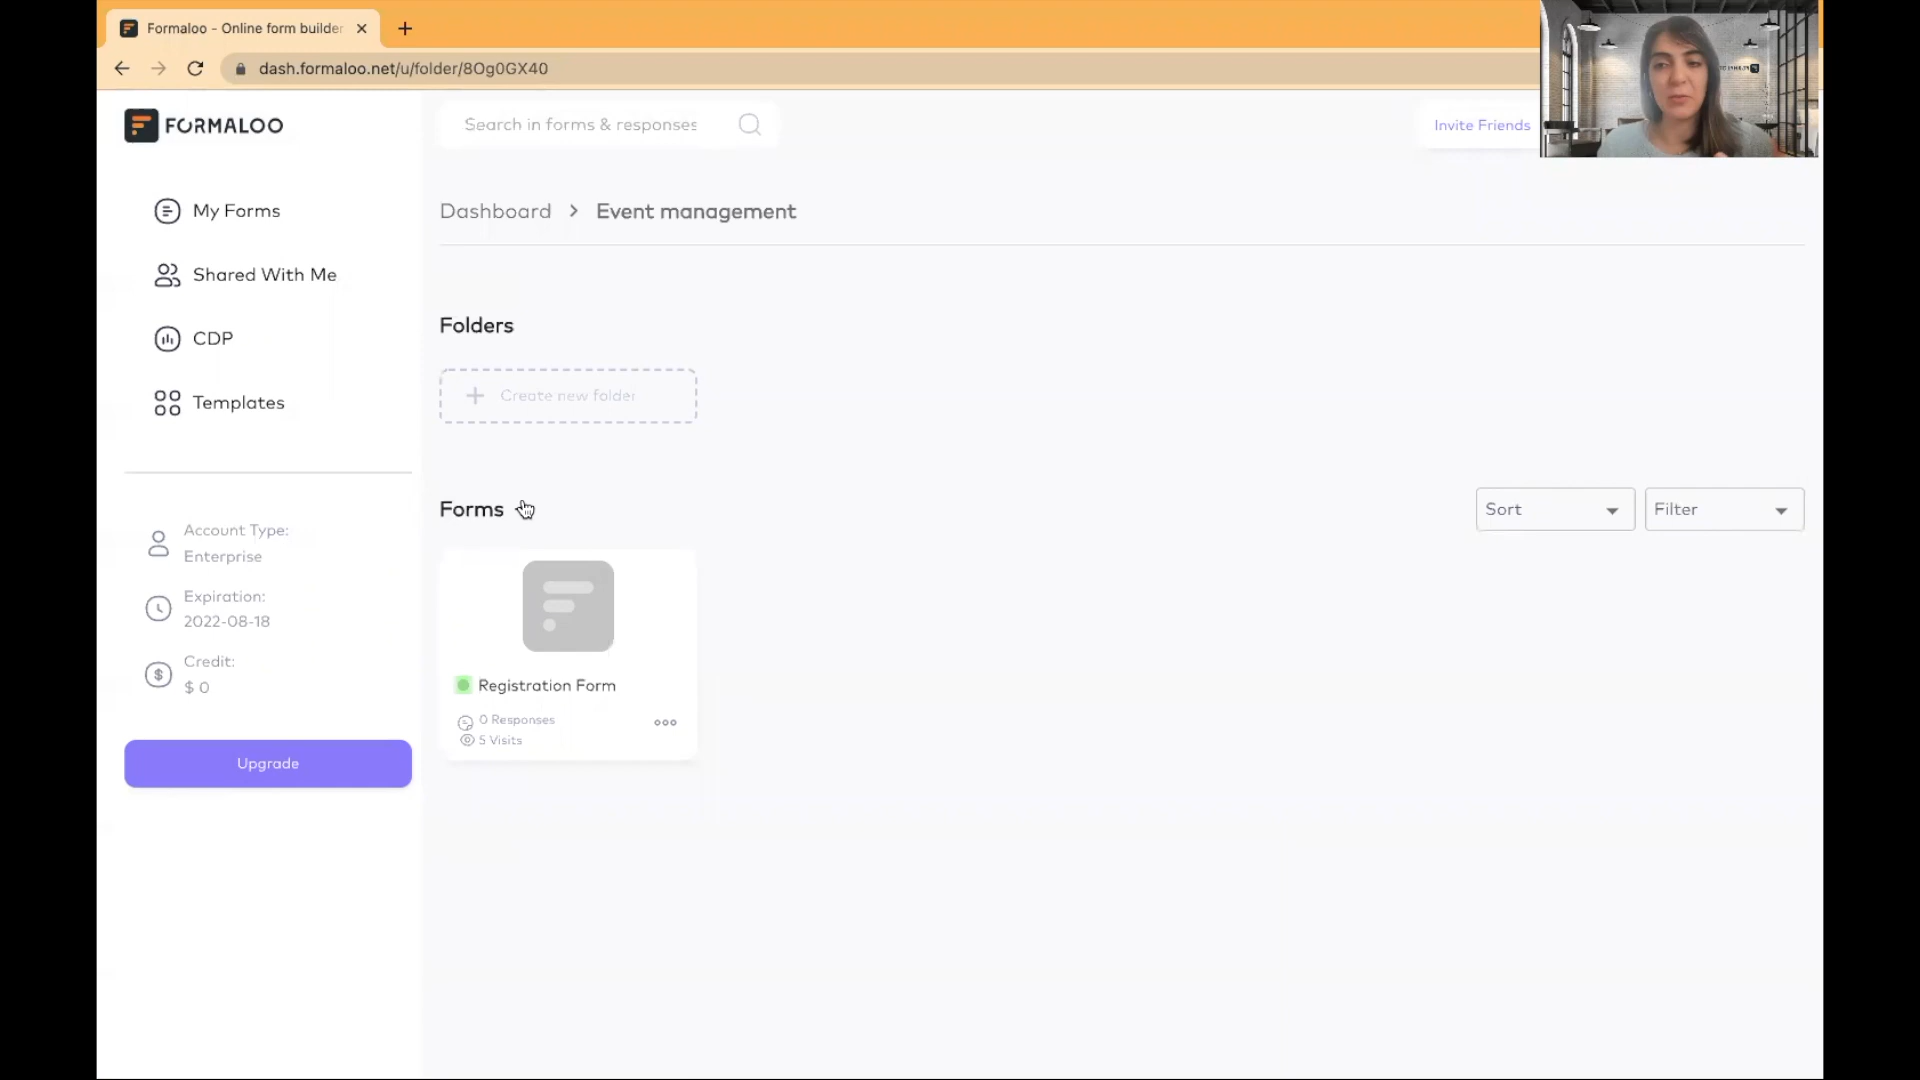 Formaloo - Online form builder
dash.formaloo.net/u/folder/8Og0GX40
FORMALOO
Search in forms & responses
Invite Friends
My Forms
Shared With Me
CDP
Templates
Account Type:
Enterprise
Expiration:
2022-08-18
Credit:
$ 0
Upgrade
Dashboard > Event management
Folders
+ Create new folder
Forms
Sort
Filter
Registration Form
0 Responses
5 Visits